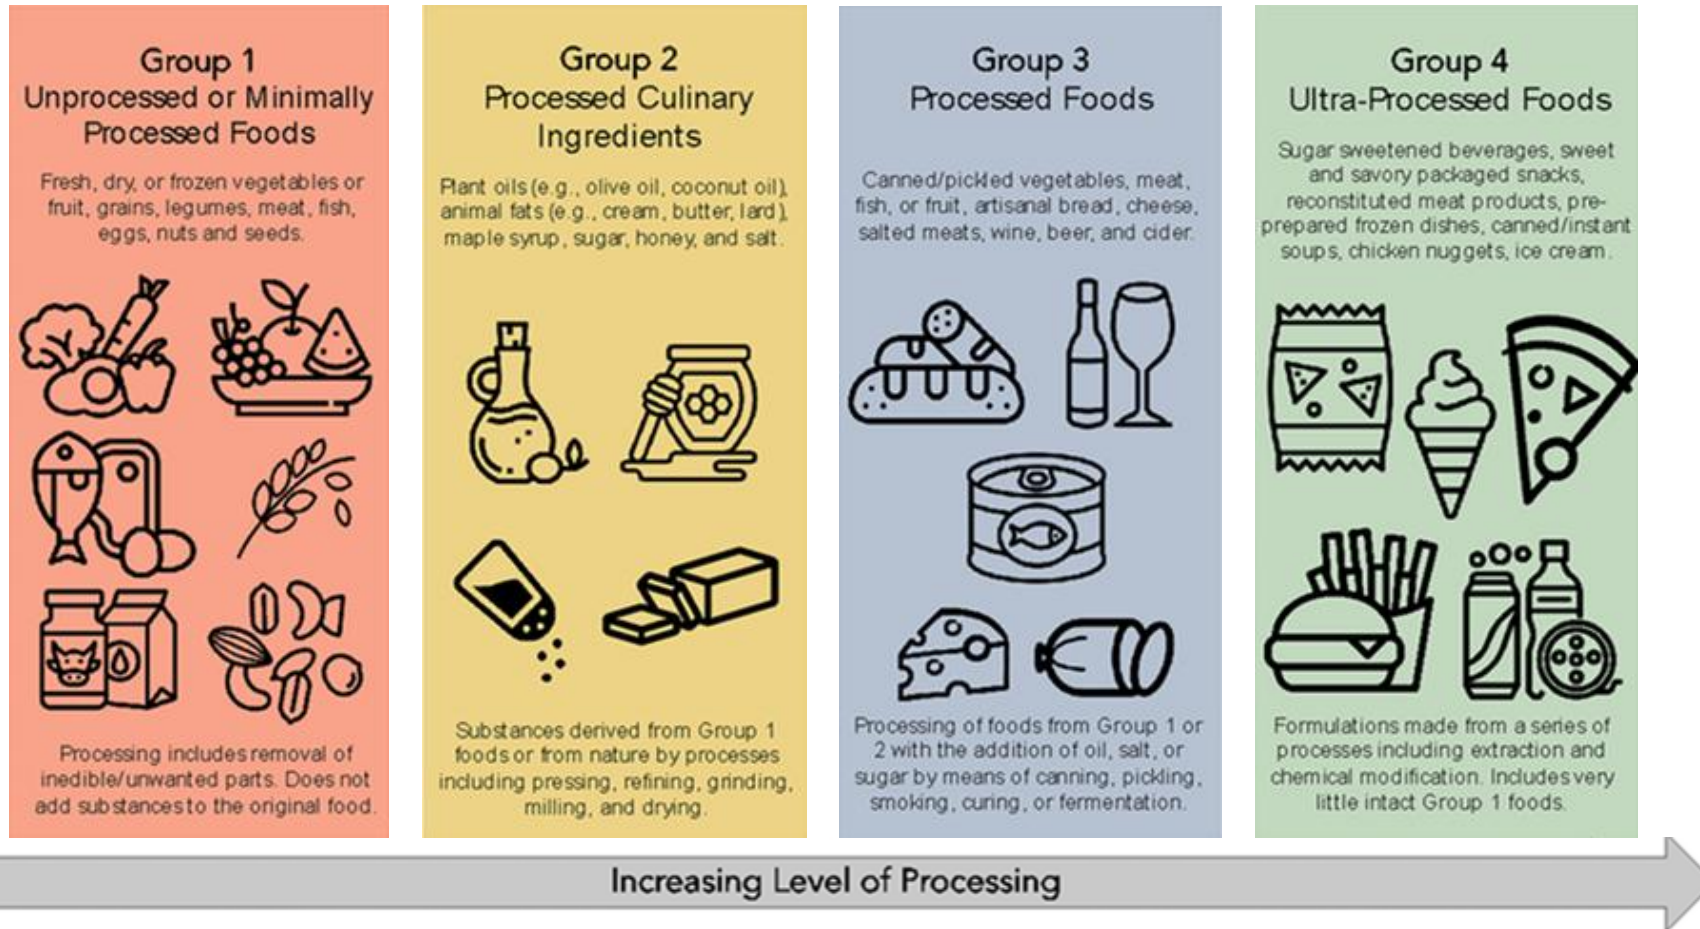 Group 1
Unprocessed or Minimally
Processed Foods
Fresh, dry, or frozen vegetables or
fruit, grains, legumes, meat, fish,
eggs, nuts and seeds.
Processing includes removal of
inedible/unwanted parts. Does not
add substances to the original food.
Group 2
Processed Culinary
Ingredients
Plant oils (e.g., olive oil, coconut oil),
animal fats (e.g., cream, butter, lard),
maple syrup, sugar, honey, and salt.
Substances derived from Group 1
foods or from nature by processes
including pressing, refining, grinding,
milling, and drying.
Group 3
Processed Foods
Canned/pickled vegetables, meat,
fish, or fruit, artisanal bread, cheese,
salted meats, wine, beer, and cider.
Processing of foods from Group 1 or
2 with the addition of oil, salt, or
sugar by means of canning, pickling,
smoking, curing, or fermentation.
Group 4
Ultra-Processed Foods
Sugar sweetened beverages, sweet
and savory packaged snacks,
reconstituted meat products, pre-
prepared frozen dishes, canned/instant
soups, chicken nuggets, ice cream.
Formulations made from a series of
processes including extraction and
chemical modification. Includes very
little intact Group 1 foods.
Increasing Level of Processing